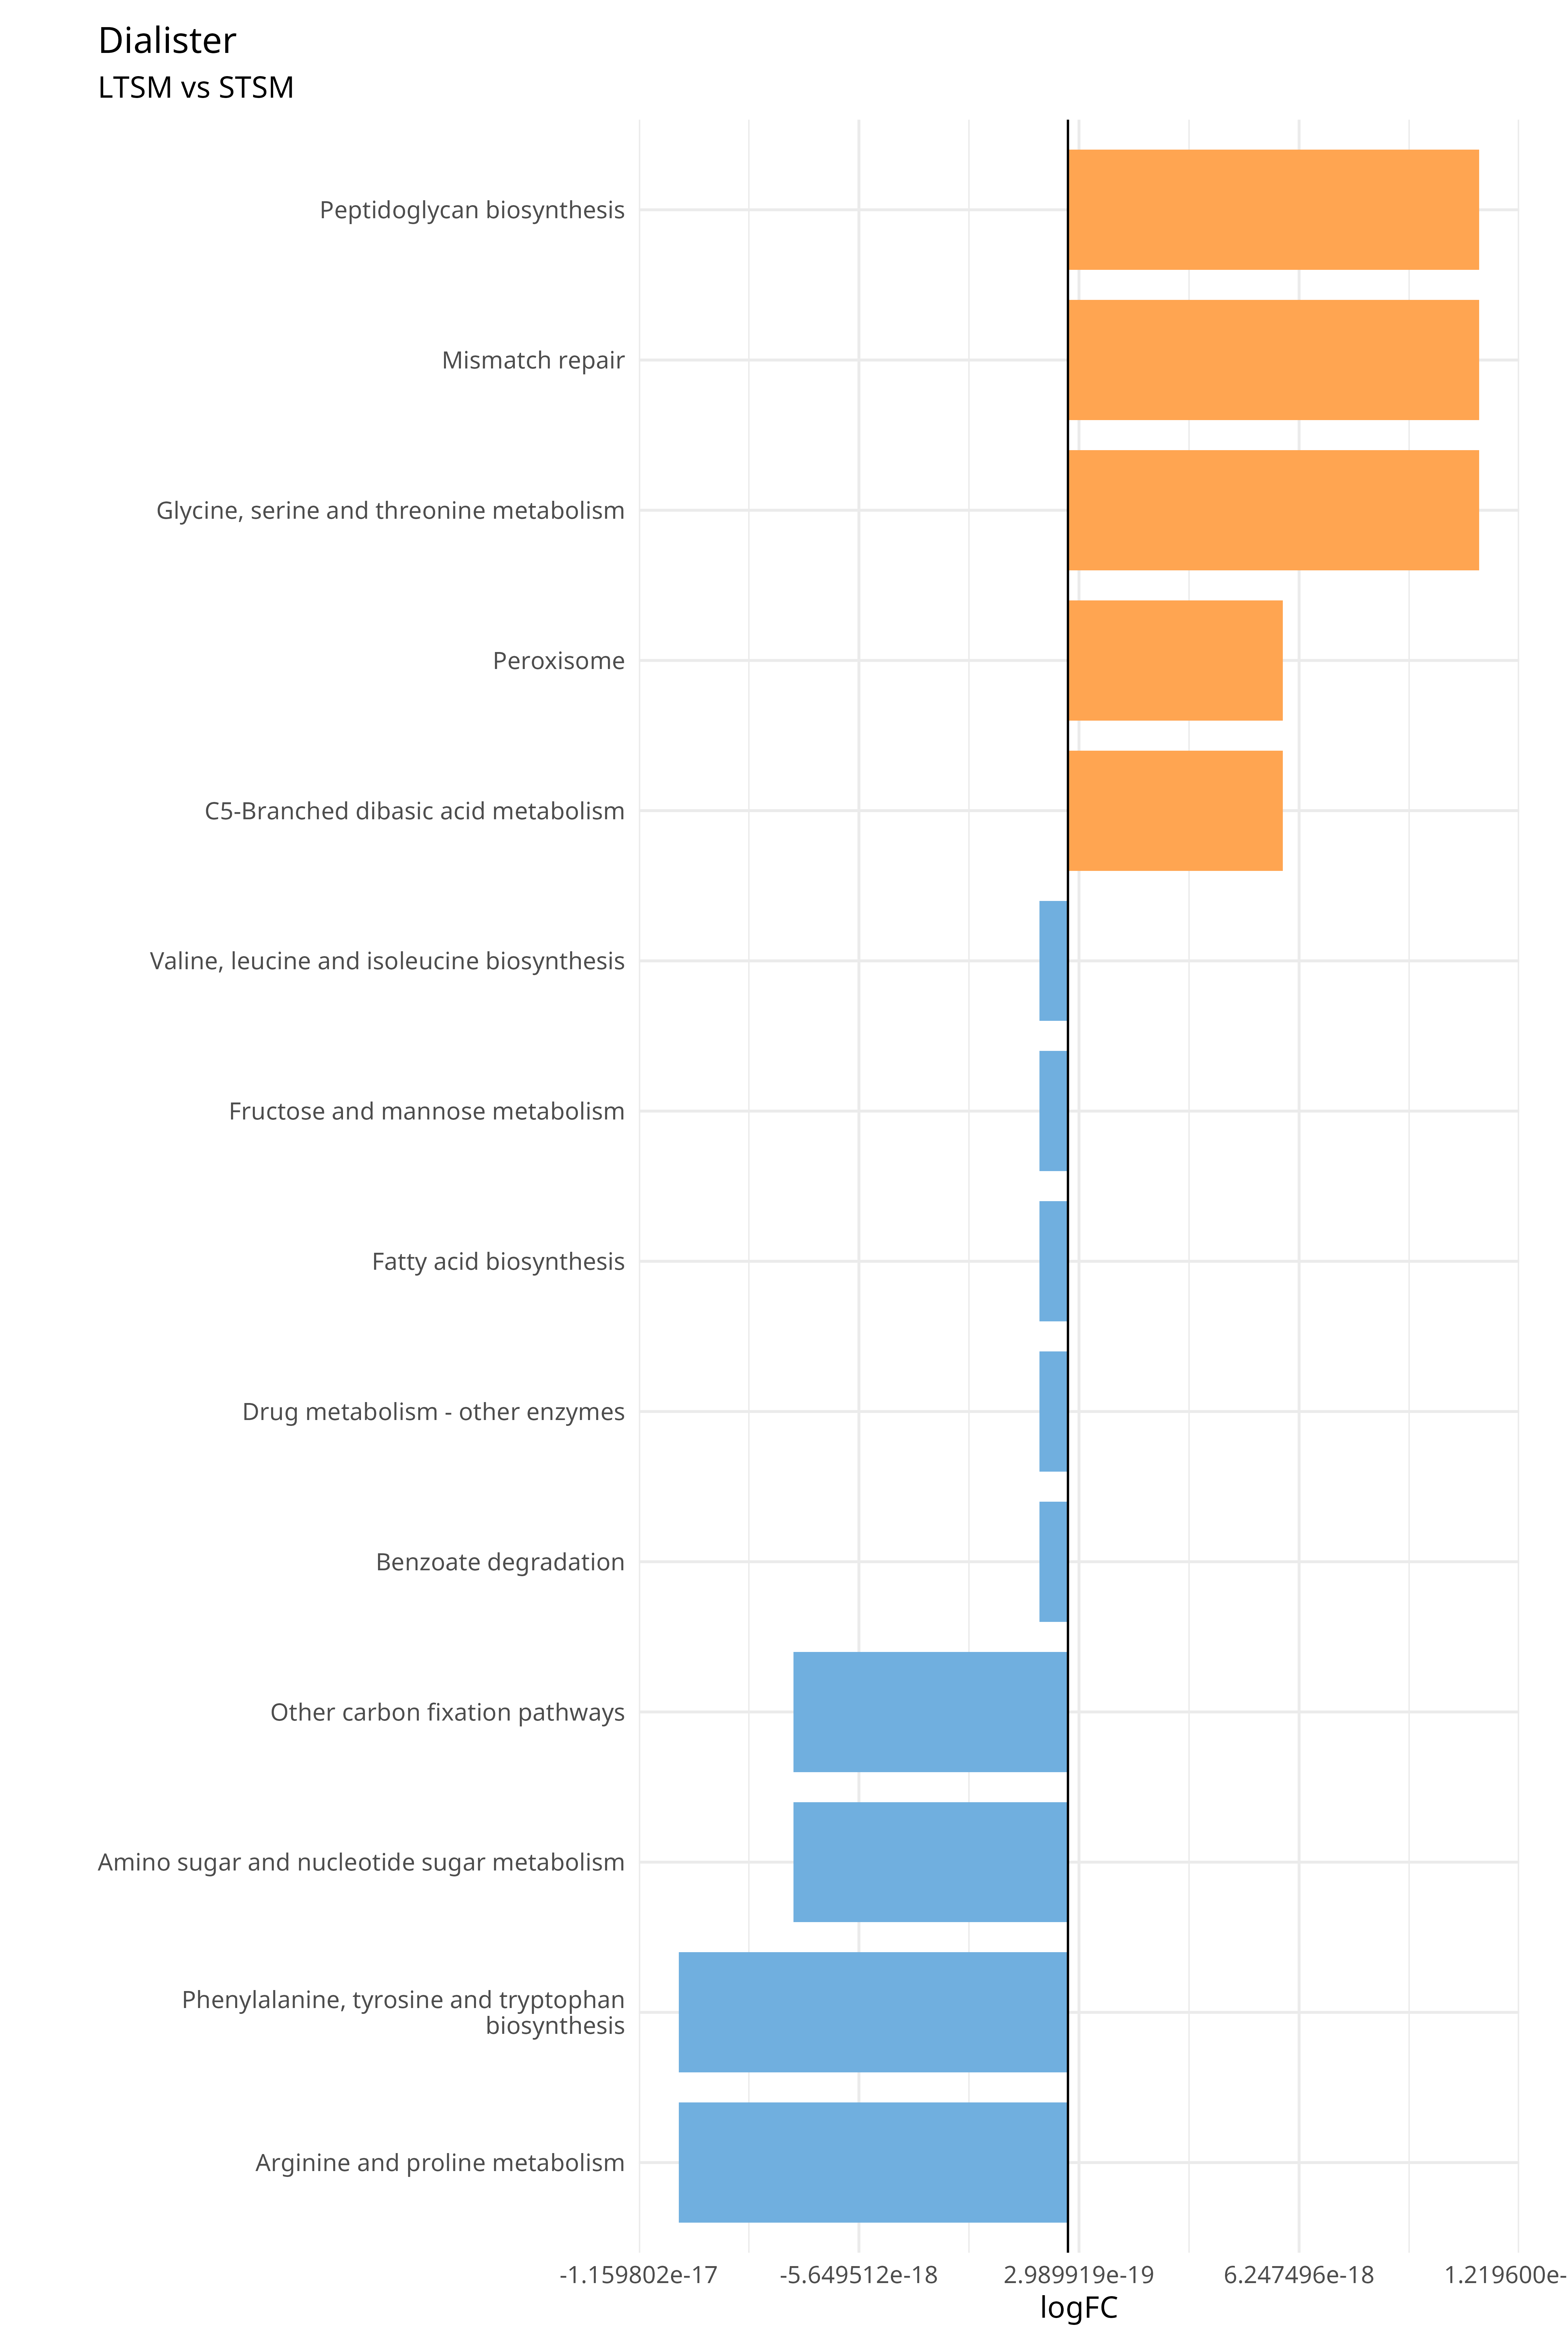 Dialister
LTSM vs STSM
Peptidoglycan biosynthesis
Mismatch repair
Glycine, serine and threonine metabolism
Peroxisome
C5-Branched dibasic acid metabolism
Valine, leucine and isoleucine biosynthesis
Fructose and mannose metabolism
Fatty acid biosynthesis
Drug metabolism - other enzymes
Benzoate degradation
Other carbon fixation pathways
Amino sugar and nucleotide sugar metabolism
Phenylalanine, tyrosine and tryptophan
biosynthesis
Arginine and proline metabolism
-1.159802e-17 -5.649512e-18 2.989919e-19 6.247496e-18 1.219600e-
logFC